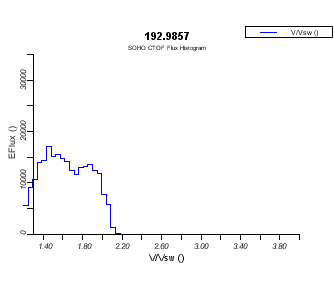 192.9857
V/Vsw ()
SOHO CTOF Flux Histogram
30000
20000
10000
0
EFlux ()
1.40 1.80 2.20 2.60 3.00 3.40 3.80
V/Vsw ()